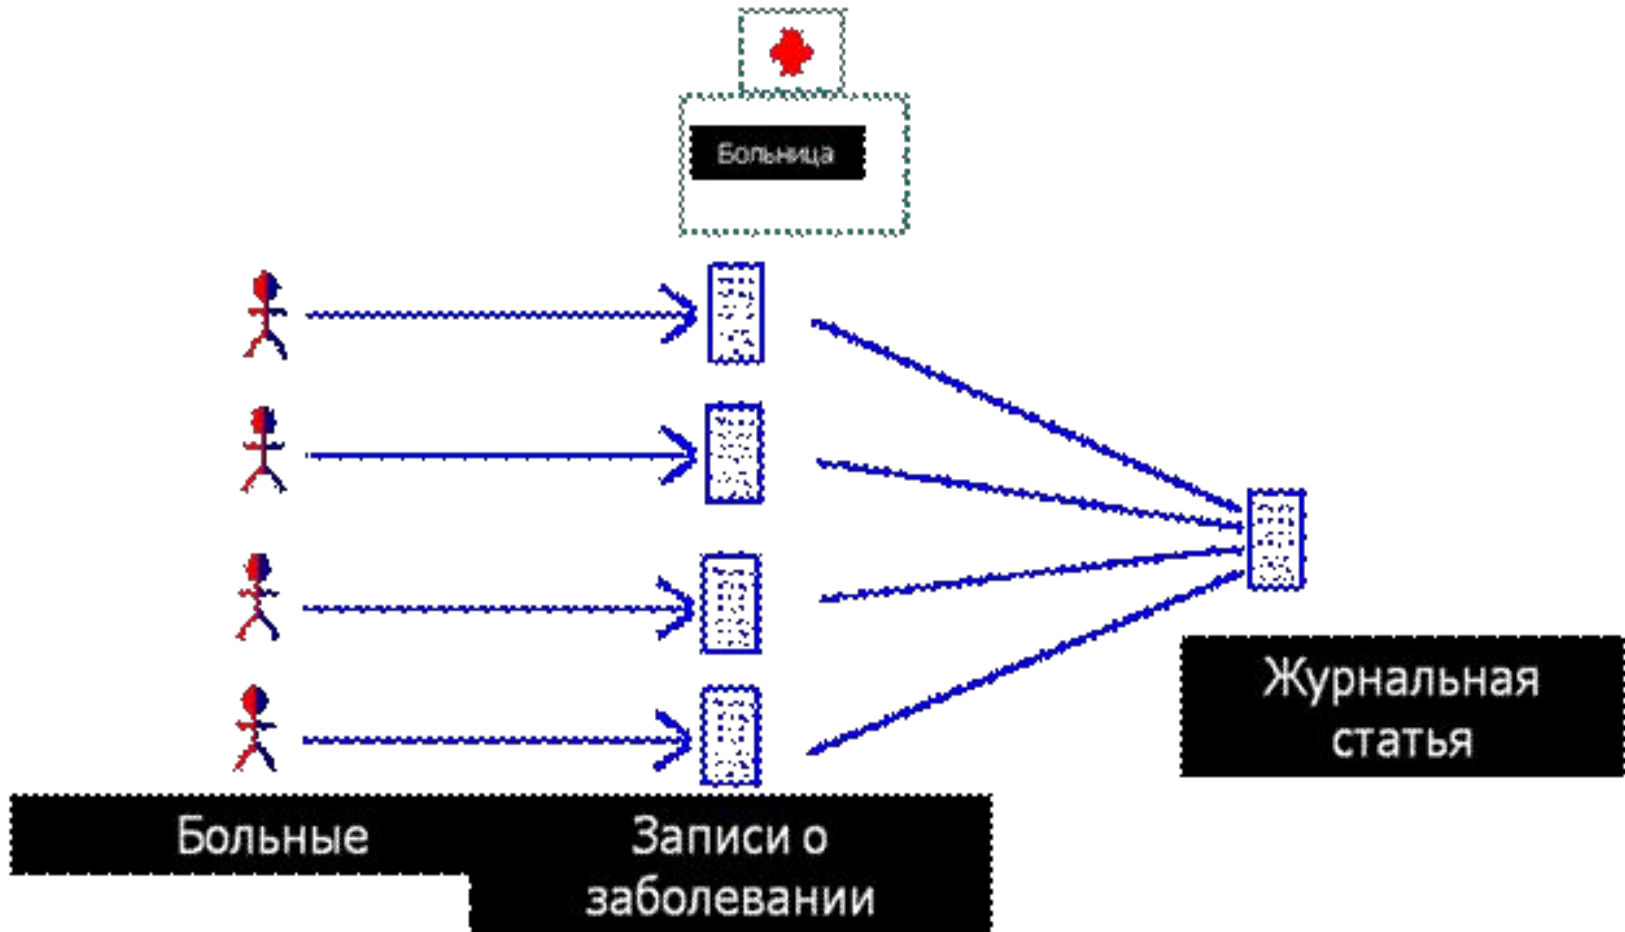 Больница
Журнальная
статья
Больные
Записи о
заболевании